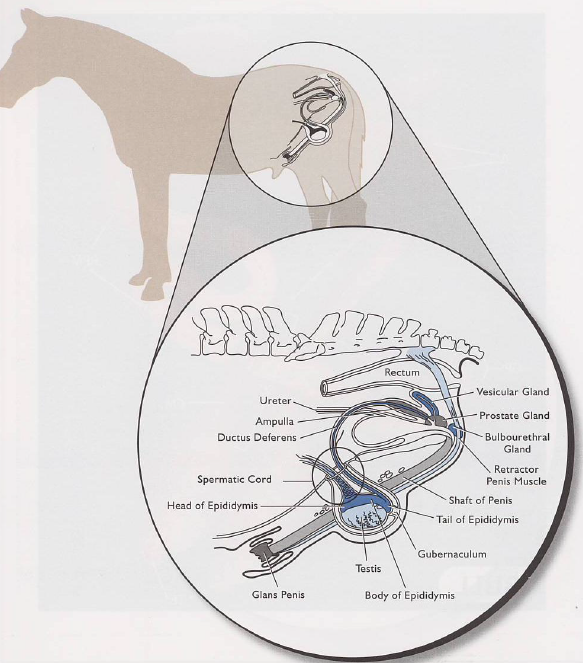 Rectum
Vesicular Gland
Ureter
Prostate Gland
Ampulla
Ductus Deferens
Bulbourethral
Gland
Retractor
Penis Muscle
Spermatic Cord
Shaft of Penis
Head of Epididymis
Tail of Epididymis
Gubernaculum
Testis
Glans Penis
Body of Epididymis